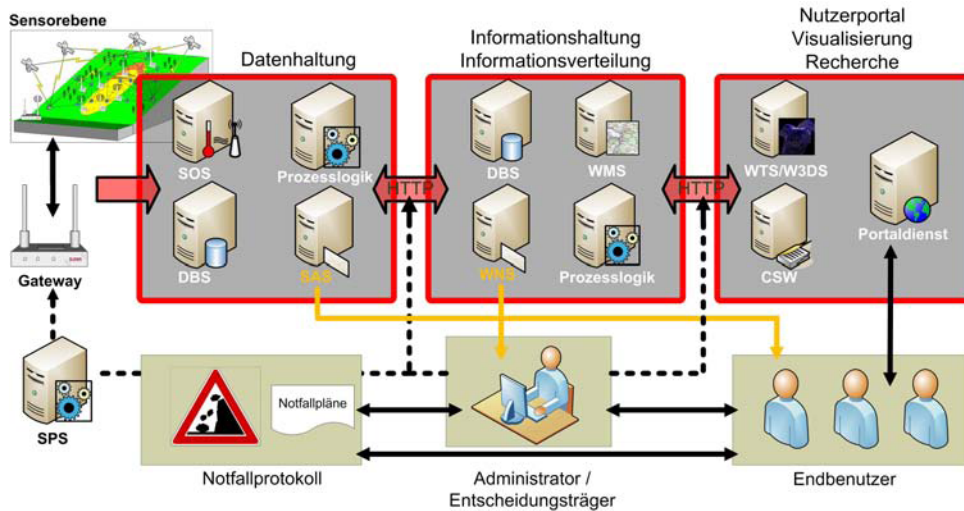 Sensorebene
Datenhaltung
Informationshaltung
Informationsverteilung
Nutzerportal
Visualisierung
Recherche
SOS
Prozesslogik
DBS
SAS
HTTP
DBS
WMS
WNS
Prozesslogik
HTTP
WTS/W3DS
CSW
Portaldienst
Gateway
SPS
Notfallpläne
Notfallprotokoll
Administrator /
Entscheidungsträger
Endbenutzer